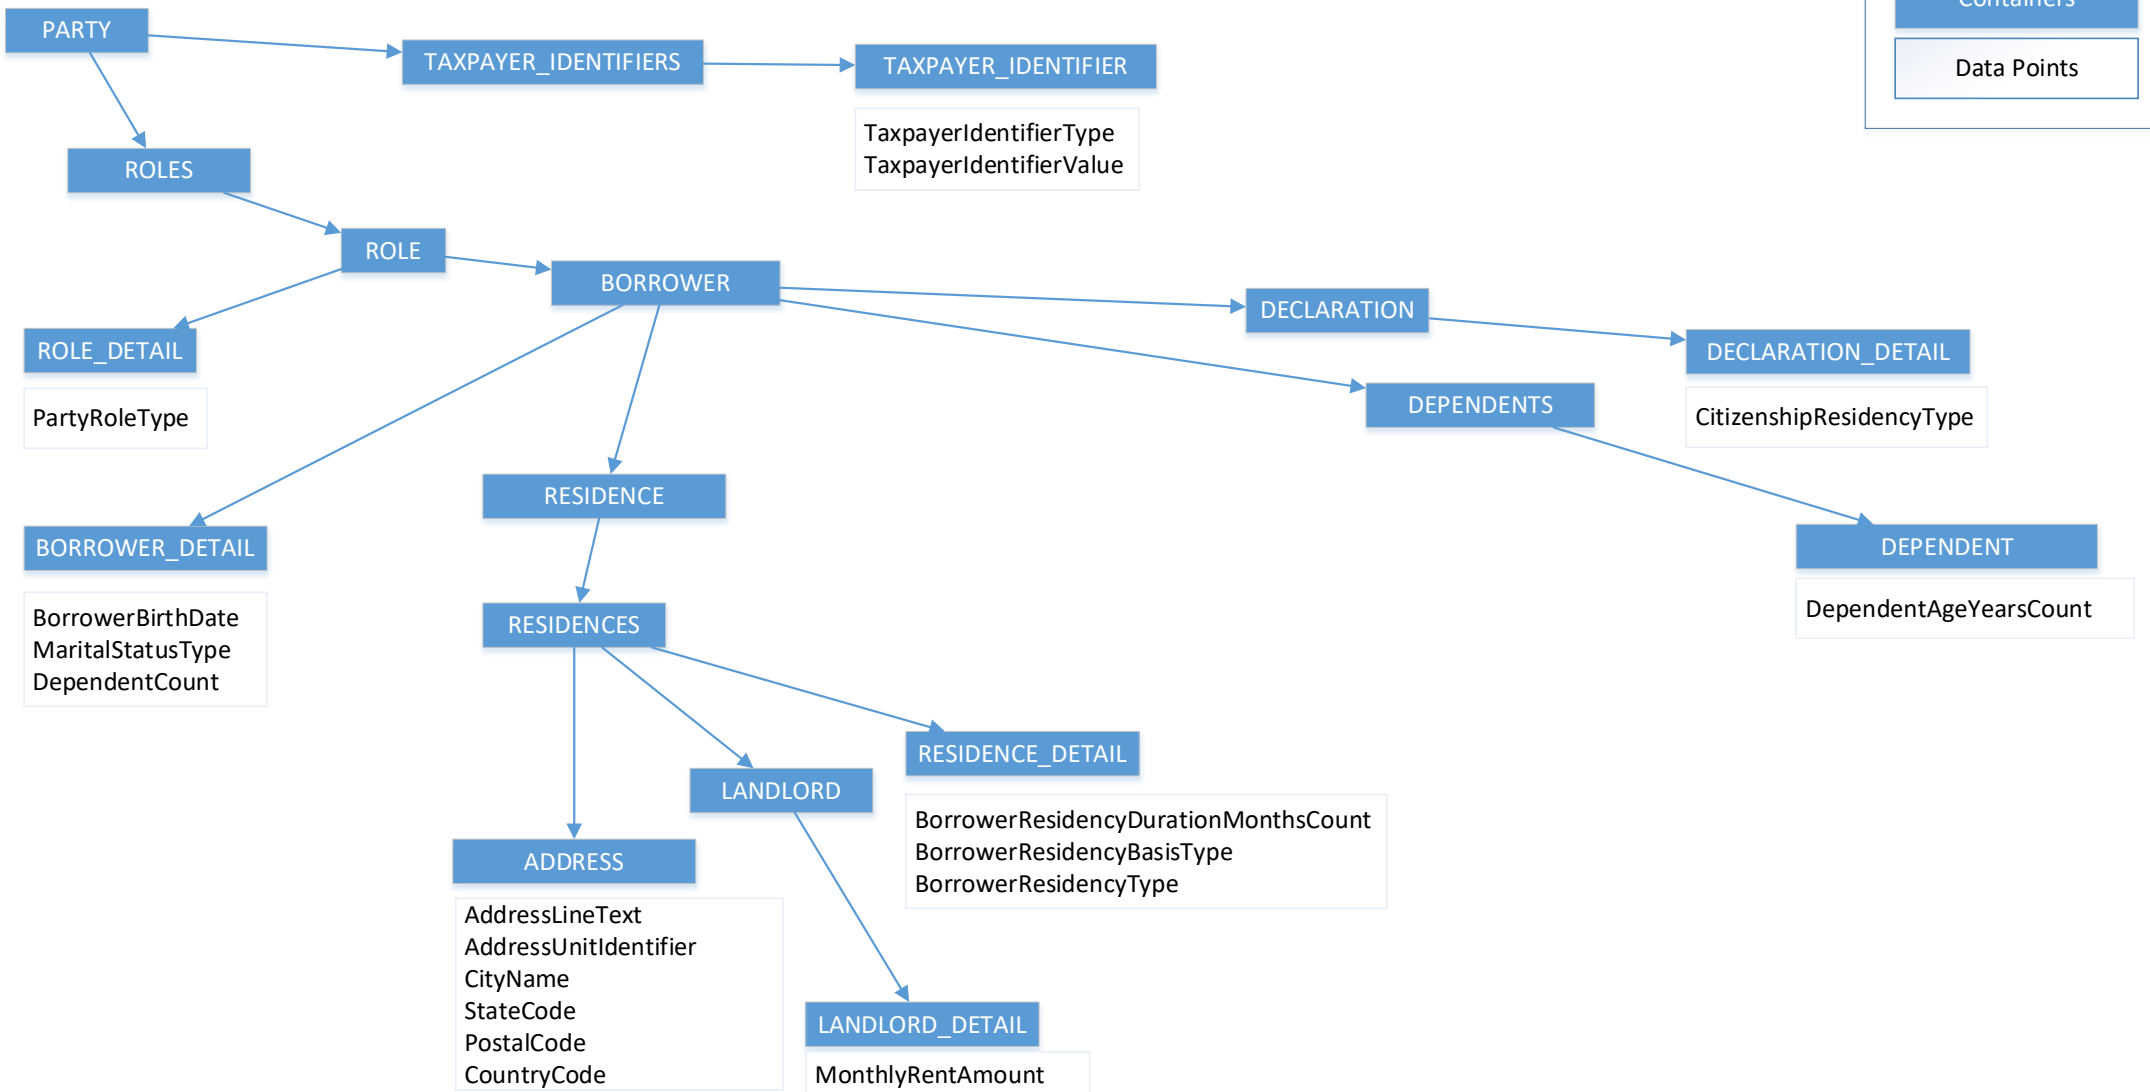 PARTY
Containers
Data Points
TAXPAYER_IDENTIFIERS
TAXPAYER_IDENTIFIER
TaxpayerIdentifierType
TaxpayerIdentifierValue
ROLES
ROLE
BORROWER
DECLARATION
ROLE_DETAIL
PartyRoleType
DECLARATION_DETAIL
CitizenshipResidencyType
DEPENDENTS
RESIDENCE
BORROWER_DETAIL
BorrowerBirthDate
MaritalStatusType
DependentCount
DEPENDENT
DependentAgeYearsCount
RESIDENCES
RESIDENCE_DETAIL
BorrowerResidencyDurationMonthsCount
BorrowerResidencyBasisType
BorrowerResidencyType
LANDLORD
ADDRESS
AddressLineText
AddressUnitIdentifier
CityName
StateCode
PostalCode
CountryCode
LANDLORD_DETAIL
MonthlyRentAmount